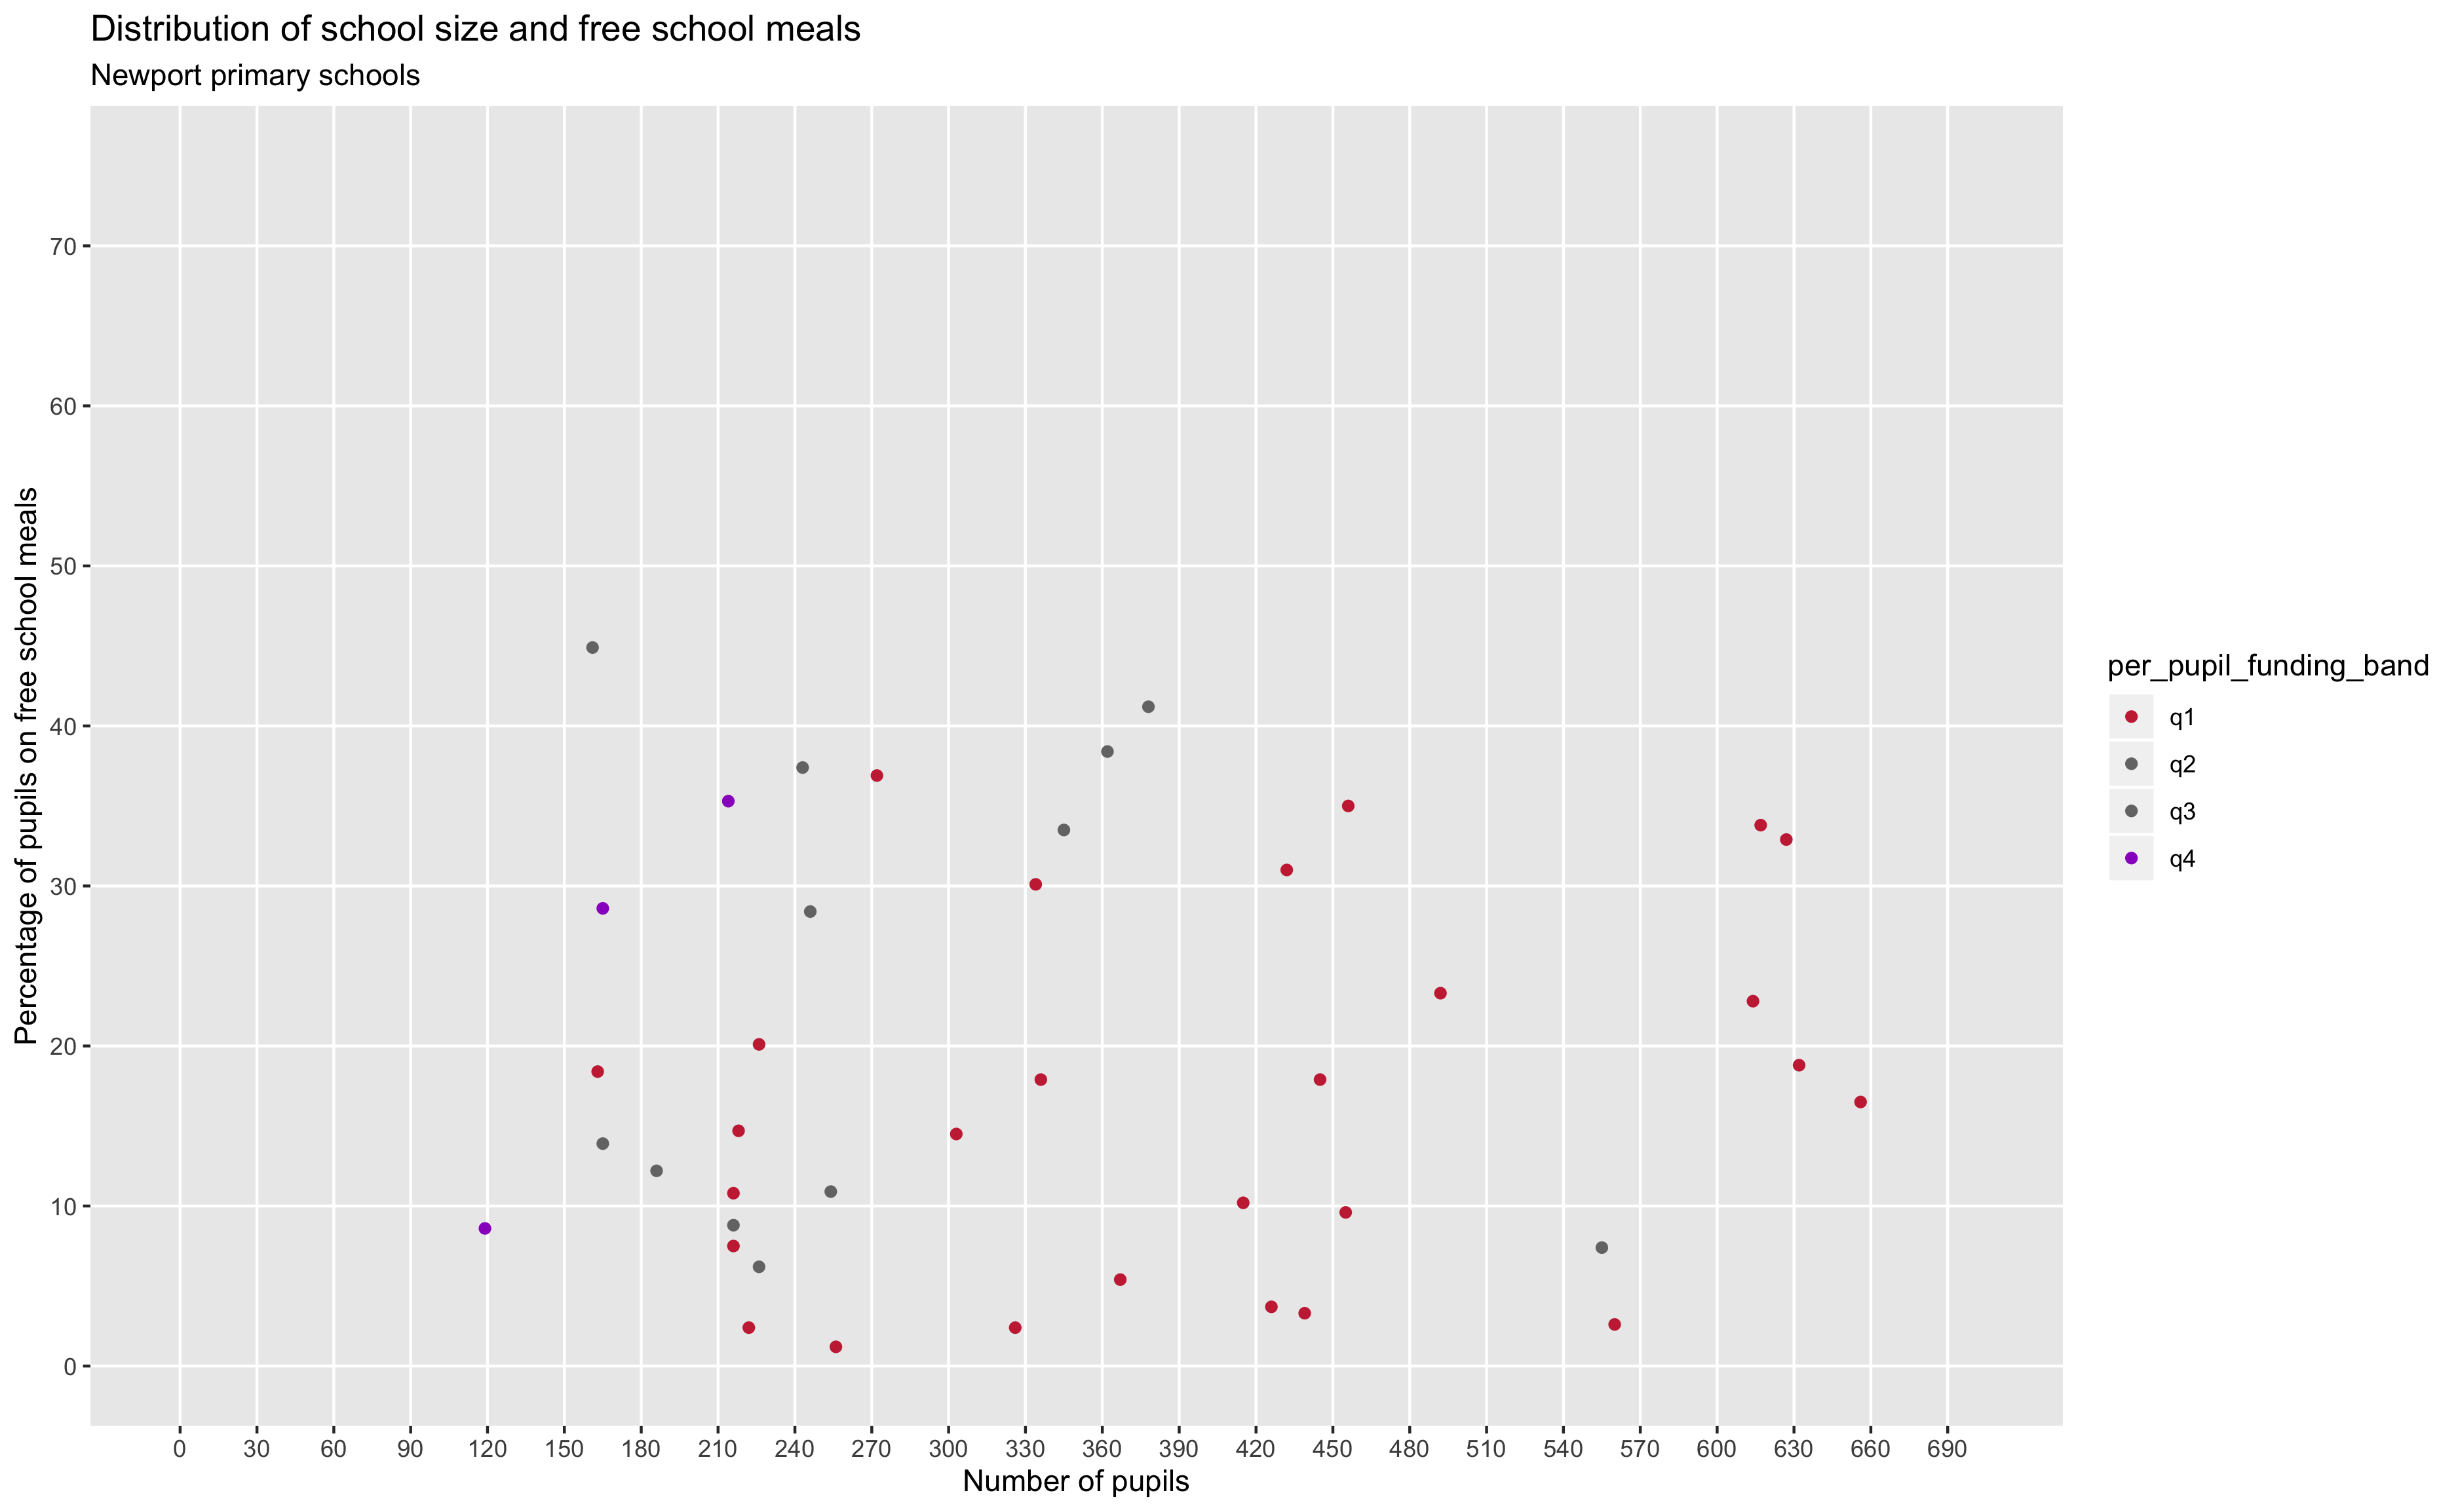 Distribution of school size and free school meals
Newport primary schools
Percentage of pupils on free school meals
70
60
50
40
30
20
10
0
0 30 60 90 120 150 180 210 240 270 300 330 360 390 420 450 480 510 540 570 600 630 660 690
Number of pupils
per_pupil_funding_band
q1
q2
q3
q4